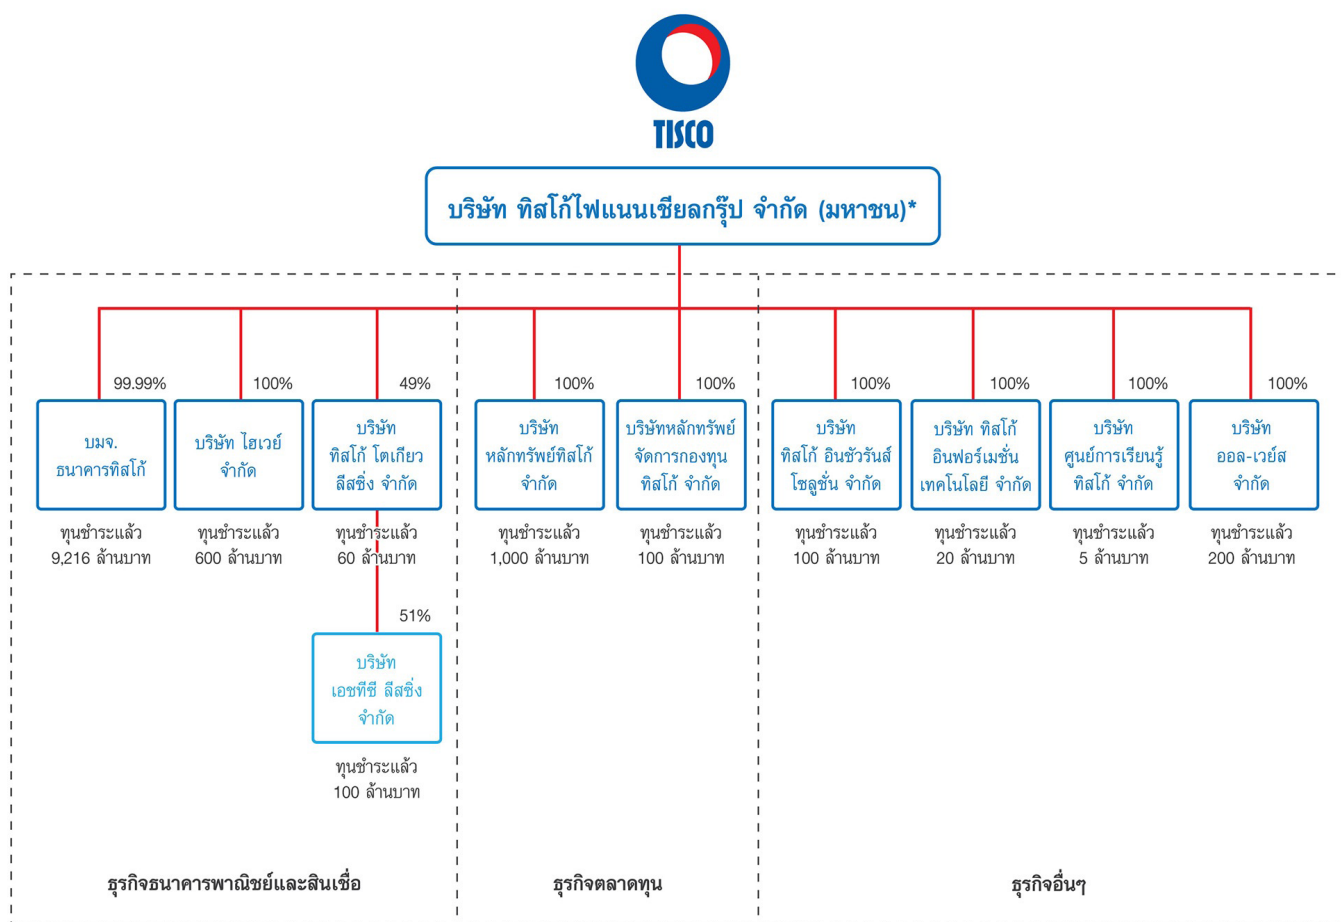 TISCO
บริษัท ทิสโก้ไฟแนนเชียลกรุ๊ป จำกัด (มหาชน)*
99.99%
บมจ.
ธนาคารทิสโก้
ทุนชำระแล้ว
9,216 ล้านบาท
100%
บริษัท ไฮเวย์
จำกัด
ทุนชำระแล้ว
600 ล้านบาท
49%
บริษัท
ทิสโก้ โตเกียว
ลีสซิ่ง จำกัด
ทุนชำระแล้ว
60 ล้านบาท
51%
บริษัท
เอชทีซี ลีสซิ่ง
จำกัด
ทุนชำระแล้ว
100 ล้านบาท
ธุรกิจธนาคารพาณิชย์และสินเชื่อ
100%
บริษัท
หลักทรัพย์ทิสโก้
จำกัด
ทุนชำระแล้ว
1,000 ล้านบาท
100%
บริษัทหลักทรัพย์
จัดการกองทุน
ทิสโก้ จำกัด
ทุนชำระแล้ว
100 ล้านบาท
ธุรกิจตลาดทุน
100%
บริษัท
ทิสโก้ อินชัวรันส์
โซลูชั่น จำกัด
ทุนชำระแล้ว
100 ล้านบาท
100%
บริษัท ทิสโก้
อินฟอร์เมชั่น
เทคโนโลยี จำกัด
ทุนชำระแล้ว
20 ล้านบาท
100%
บริษัท
ศูนย์การเรียนรู้
ทิสโก้ จำกัด
ทุนชำระแล้ว
5 ล้านบาท
100%
บริษัท
ออล-เวย์ส
จำกัด
ทุนชำระแล้ว
200 ล้านบาท
ธุรกิจอื่นๆ